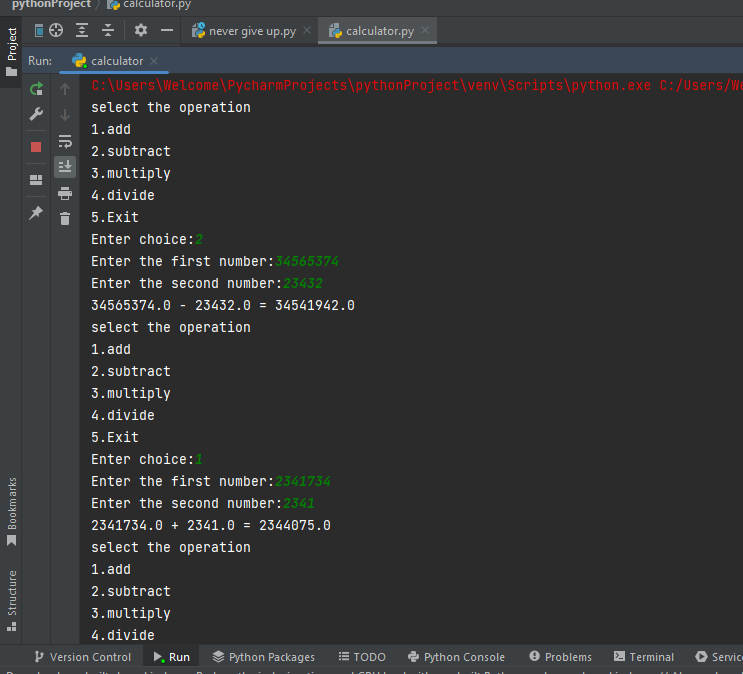 pythonProject calculator.py
never give up.py calculator.py
Project
Run: calculator
C:\Users\Welcome\PycharmProjects\pythonProject\venv\Scripts\python.exe C:/Users/We
select the operation
1.add
2.subtract
3.multiply
4.divide
5.Exit
Enter choice:2
Enter the first number:34565374
Enter the second number:23432
34565374.0 - 23432.0 = 34541942.0
select the operation
1.add
2.subtract
3.multiply
4.divide
5.Exit
Enter choice:1
Enter the first number:2341734
Enter the second number:2341
2341734.0 + 2341.0 = 2344075.0
select the operation
1.add
2.subtract
3.multiply
4.divide
Bookmarks
Structure
Version Control Run Python Packages TODO Python Console Problems Terminal Servic